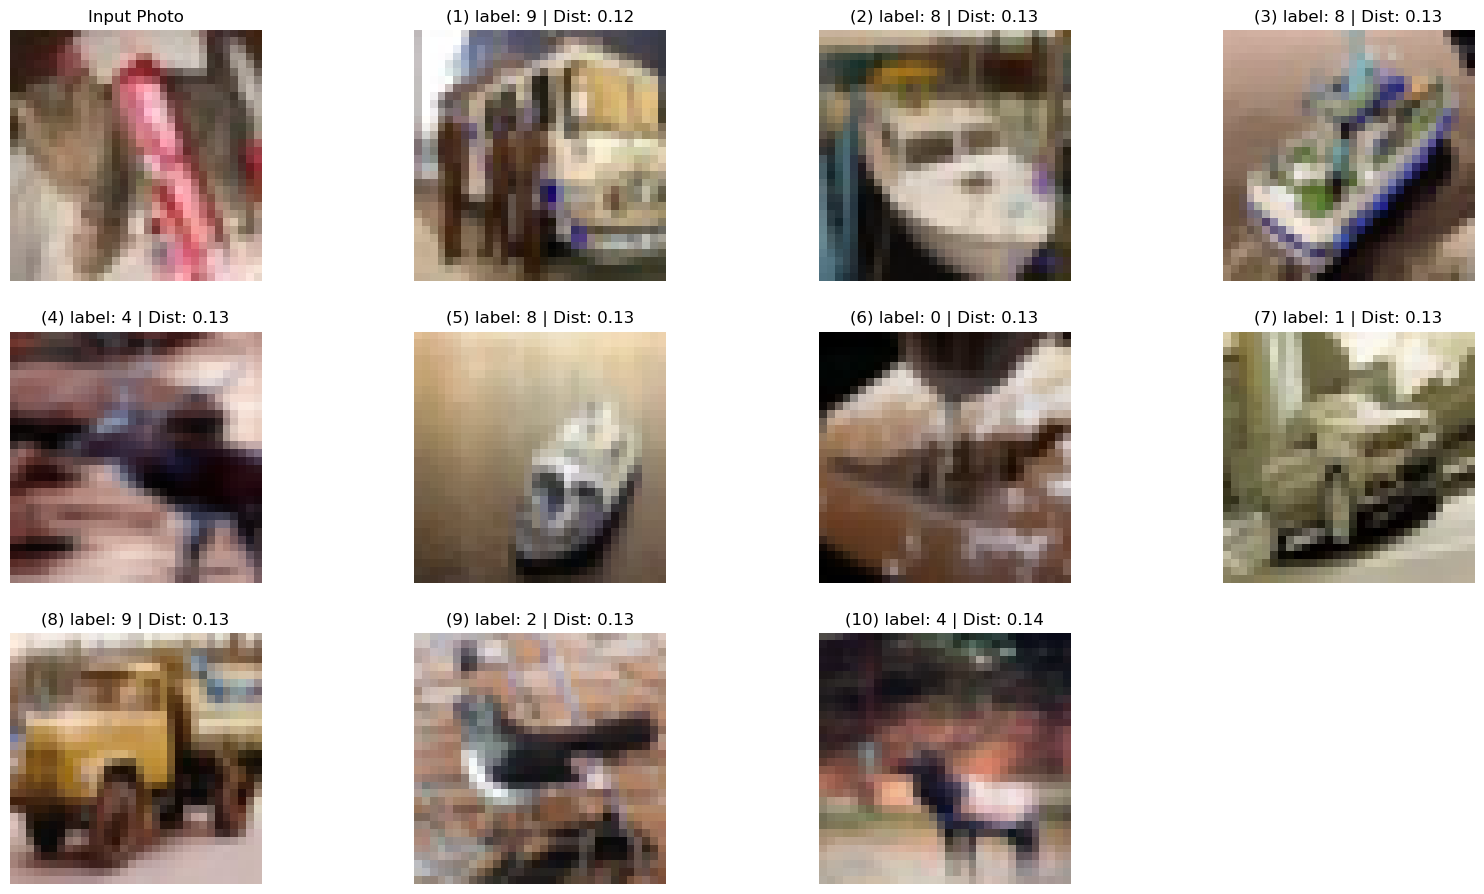 Input Photo
(1) label: 9 | Dist: 0.12
(2) label: 8 | Dist: 0.13
(3) label: 8 | Dist: 0.13
(4) label: 4 | Dist: 0.13
(5) label: 8 | Dist: 0.13
(6) label: 0 | Dist: 0.13
(7) label: 1 | Dist: 0.13
(8) label: 9 | Dist: 0.13
(9) label: 2 | Dist: 0.13
(10) label: 4 | Dist: 0.14